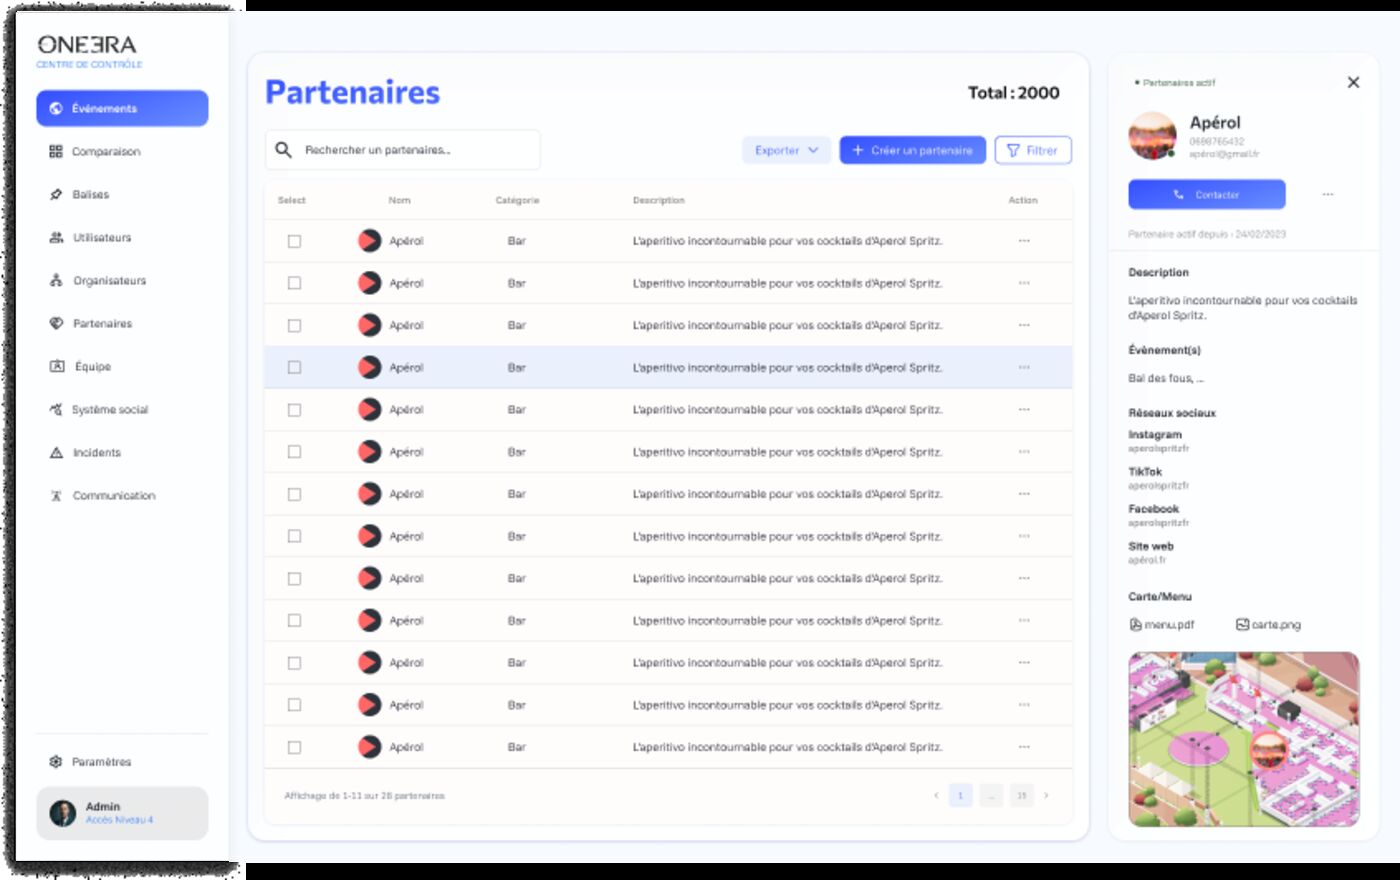 ONEERA
CENTRE DE CONTRÔLE
Événements
Comparaison
Balises
Utilisateurs
Organisateurs
Partenaires
Équipe
Système social
Incidents
Communication
Paramètres
Admin
Accès Niveau 4
Partenaires
Total : 2000
Rechercher un partenaires...
Exporter
+ Créer un partenaire
Filtrer
Select Nom Catégorie Description Action
Apérol Bar L'aperitivo incontournable pour vos cocktails d'Aperol Spritz. ...
Apérol Bar L'aperitivo incontournable pour vos cocktails d'Aperol Spritz. ...
Apérol Bar L'aperitivo incontournable pour vos cocktails d'Aperol Spritz. ...
Apérol Bar L'aperitivo incontournable pour vos cocktails d'Aperol Spritz. ...
Apérol Bar L'aperitivo incontournable pour vos cocktails d'Aperol Spritz. ...
Apérol Bar L'aperitivo incontournable pour vos cocktails d'Aperol Spritz. ...
Apérol Bar L'aperitivo incontournable pour vos cocktails d'Aperol Spritz. ...
Apérol Bar L'aperitivo incontournable pour vos cocktails d'Aperol Spritz. ...
Apérol Bar L'aperitivo incontournable pour vos cocktails d'Aperol Spritz. ...
Apérol Bar L'aperitivo incontournable pour vos cocktails d'Aperol Spritz. ...
Apérol Bar L'aperitivo incontournable pour vos cocktails d'Aperol Spritz. ...
Apérol Bar L'aperitivo incontournable pour vos cocktails d'Aperol Spritz. ...
Apérol Bar L'aperitivo incontournable pour vos cocktails d'Aperol Spritz. ...
Affichage de 1-11 sur 26 partenaires
< 1 ... 15 >
• Partenaires actif
Apérol
0698765432
apérol@gmail.fr
Contacter
...
Partenaire actif depuis : 24/02/2023
Description
L'aperitivo incontournable pour vos cocktails
d'Aperol Spritz.
Évènement(s)
Bal des fous, ...
Réseaux sociaux
Instagram
aperolspritzfr
TikTok
aperolspritzfr
Facebook
aperolspritzfr
Site web
apérol.fr
Carte/Menu
menu.pdf carte.png